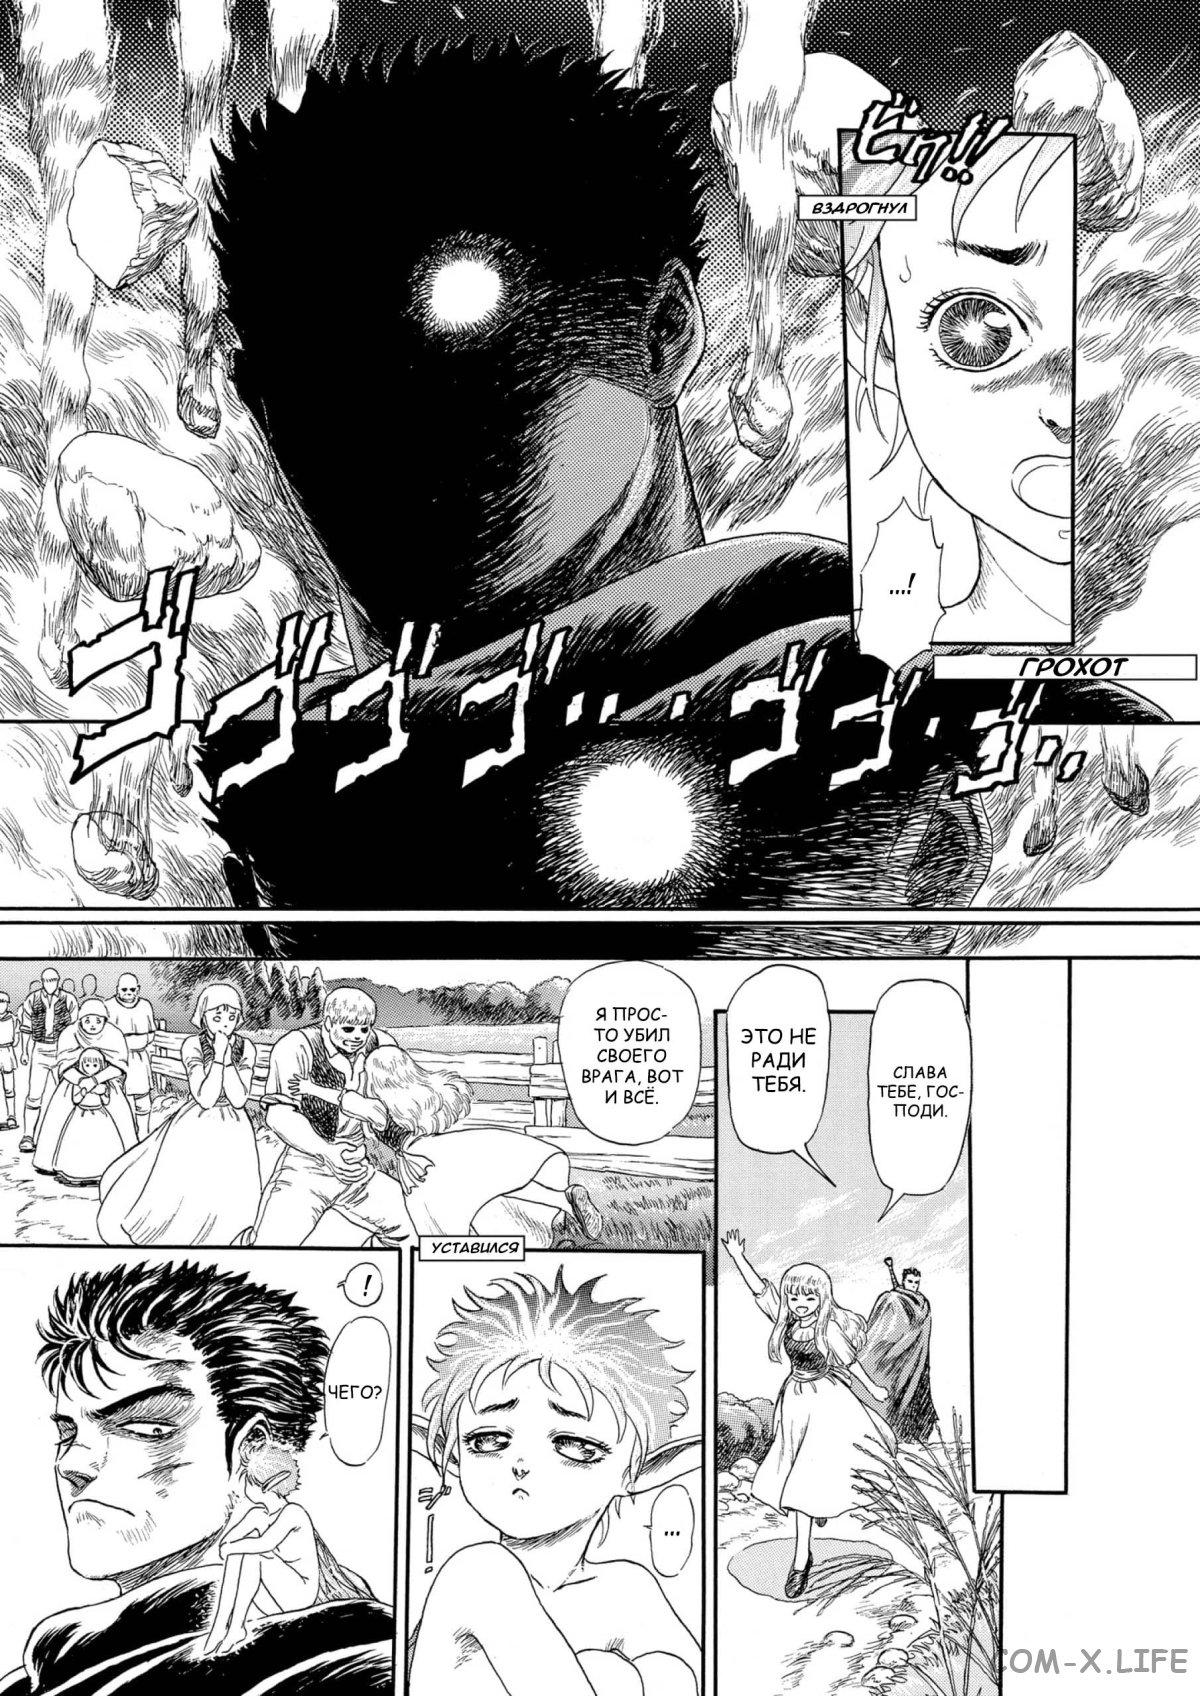 ビクッ!!
ВЗДРОГНУЛ
...!
ГРОХОТ
ゴゴゴゴ...ゴゴゴゴ...
СЛАВА
ТЕБЕ, ГОС-
ПОДИ.
ЭТО НЕ
РАДИ
ТЕБЯ.
Я ПРОС-
ТО УБИЛ
СВОЕГО
ВРАГА, ВОТ
И ВСЁ.
УСТАВИЛСЯ
...
!
ЧЕГО?
COM-X.LIFE